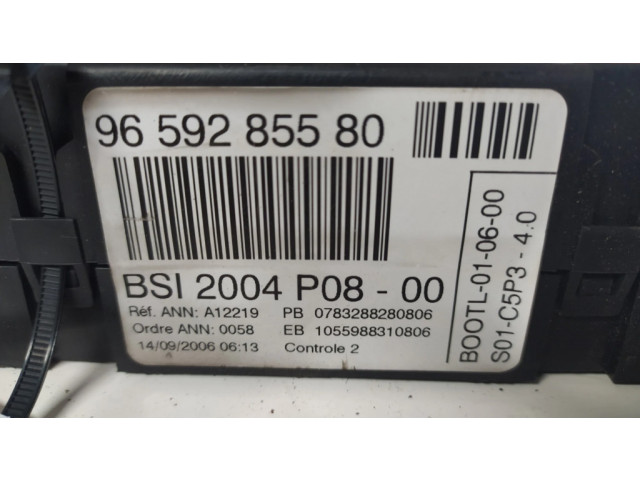 96 592 855 80
BSI 2004 P08 - 00
Réf. ANN: A12219 PB 0783288280806
Ordre ANN: 0058 EB 1055988310806
14/09/2006 06:13 Controle 2
BOOTL-01-06-00
S01-C5P3 - 4.0